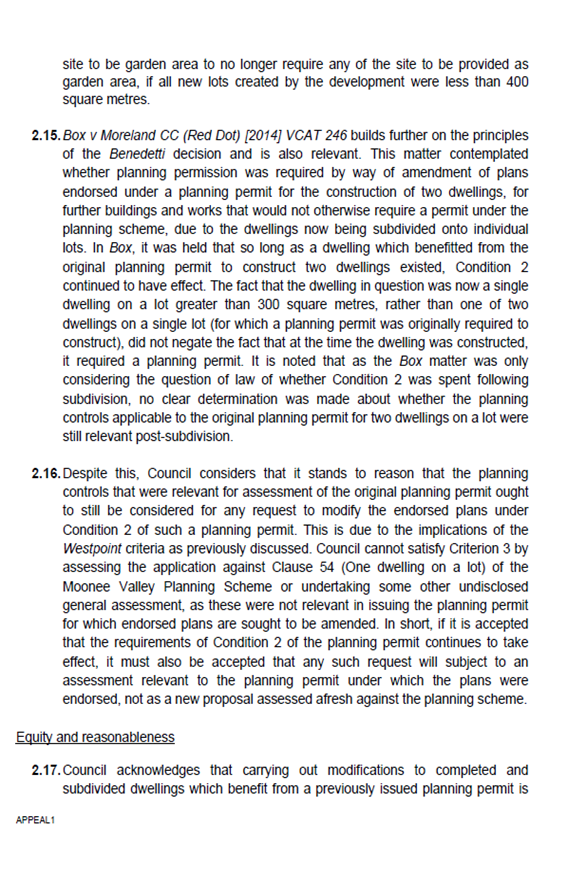 site to be garden area to no longer require any of the site to be provided as
garden area, if all new lots created by the development were less than 400
square metres.
2.15. Box v Moreland CC (Red Dot) [2014] VCAT 246 builds further on the principles
of the Benedetti decision and is also relevant. This matter contemplated
whether planning permission was required by way of amendment of plans
endorsed under a planning permit for the construction of two dwellings, for
further buildings and works that would not otherwise require a permit under the
planning scheme, due to the dwellings now being subdivided onto individual
lots. In Box, it was held that so long as a dwelling which benefitted from the
original planning permit to construct two dwellings existed, Condition 2
continued to have effect. The fact that the dwelling in question was now a single
dwelling on a lot greater than 300 square metres, rather than one of two
dwellings on a single lot (for which a planning permit was originally required to
construct), did not negate the fact that at the time the dwelling was constructed,
it required a planning permit. It is noted that as the Box matter was only
considering the question of law of whether Condition 2 was spent following
subdivision, no clear determination was made about whether the planning
controls applicable to the original planning permit for two dwellings on a lot were
still relevant post-subdivision.
2.16. Despite this, Council considers that it stands to reason that the planning
controls that were relevant for assessment of the original planning permit ought
to still be considered for any request to modify the endorsed plans under
Condition 2 of such a planning permit. This is due to the implications of the
Westpoint criteria as previously discussed. Council cannot satisfy Criterion 3 by
assessing the application against Clause 54 (One dwelling on a lot) of the
Moonee Valley Planning Scheme or undertaking some other undisclosed
general assessment, as these were not relevant in issuing the planning permit
for which endorsed plans are sought to be amended. In short, if it is accepted
that the requirements of Condition 2 of the planning permit continues to take
effect, it must also be accepted that any such request will subject to an
assessment relevant to the planning permit under which the plans were
endorsed, not as a new proposal assessed afresh against the planning scheme.
Equity and reasonableness
2.17. Council acknowledges that carrying out modifications to completed and
subdivided dwellings which benefit from a previously issued planning permit is
APPEAL1